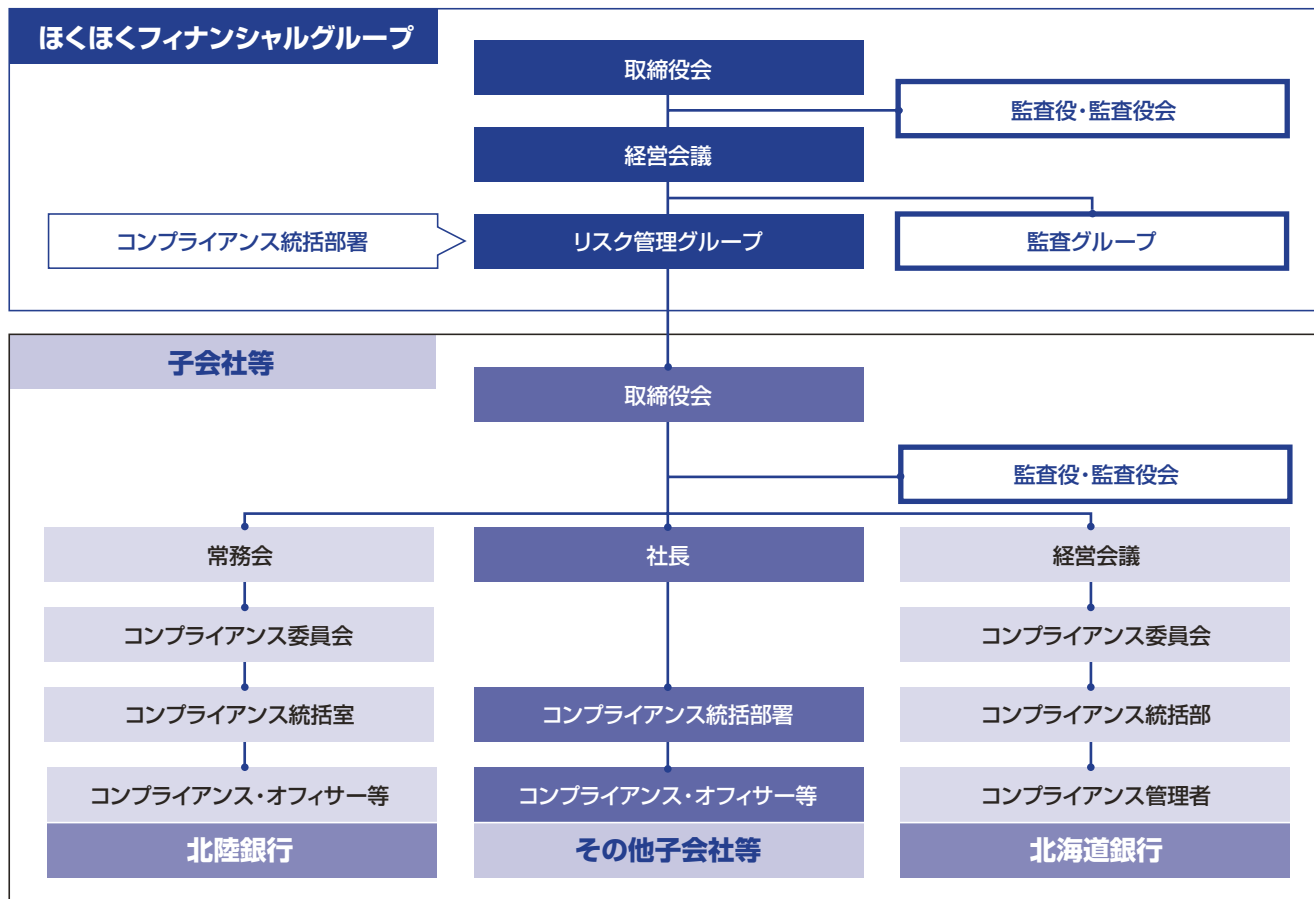 ほくほくフィナンシャルグループ
取締役会
監査役・監査役会
経営会議
コンプライアンス統括部署
リスク管理グループ
監査グループ
子会社等
取締役会
監査役・監査役会
常務会
社長
経営会議
コンプライアンス委員会
コンプライアンス委員会
コンプライアンス統括室
コンプライアンス統括部署
コンプライアンス統括部
コンプライアンス・オフィサー等
コンプライアンス・オフィサー等
コンプライアンス管理者
北陸銀行
その他子会社等
北海道銀行